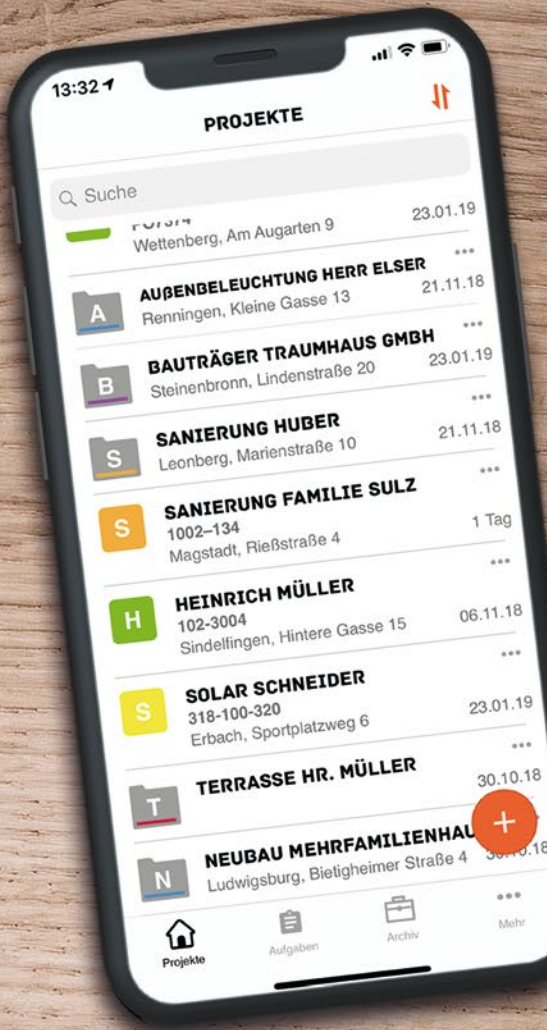 13:32
PROJEKTE
Suche
Wettenberg, Am Augarten 9
23.01.19
A
AUßENBELEUCHTUNG HERR ELSER
Renningen, Kleine Gasse 13
21.11.18
B
BAUTRÄGER TRAUMHAUS GMBH
Steinenbronn, Lindenstraße 20
23.01.19
S
SANIERUNG HUBER
Leonberg, Marienstraße 10
21.11.18
S
SANIERUNG FAMILIE SULZ
1002–134
Magstadt, Rießstraße 4
1 Tag
H
HEINRICH MÜLLER
102-3004
Sindelfingen, Hintere Gasse 15
06.11.18
S
SOLAR SCHNEIDER
318-100-320
Erbach, Sportplatzweg 6
23.01.19
T
TERRASSE HR. MÜLLER
30.10.18
N
NEUBAU MEHRFAMILIENHAU
Ludwigsburg, Bietigheimer Straße 4
Projekte
Aufgaben
Archiv
Mehr